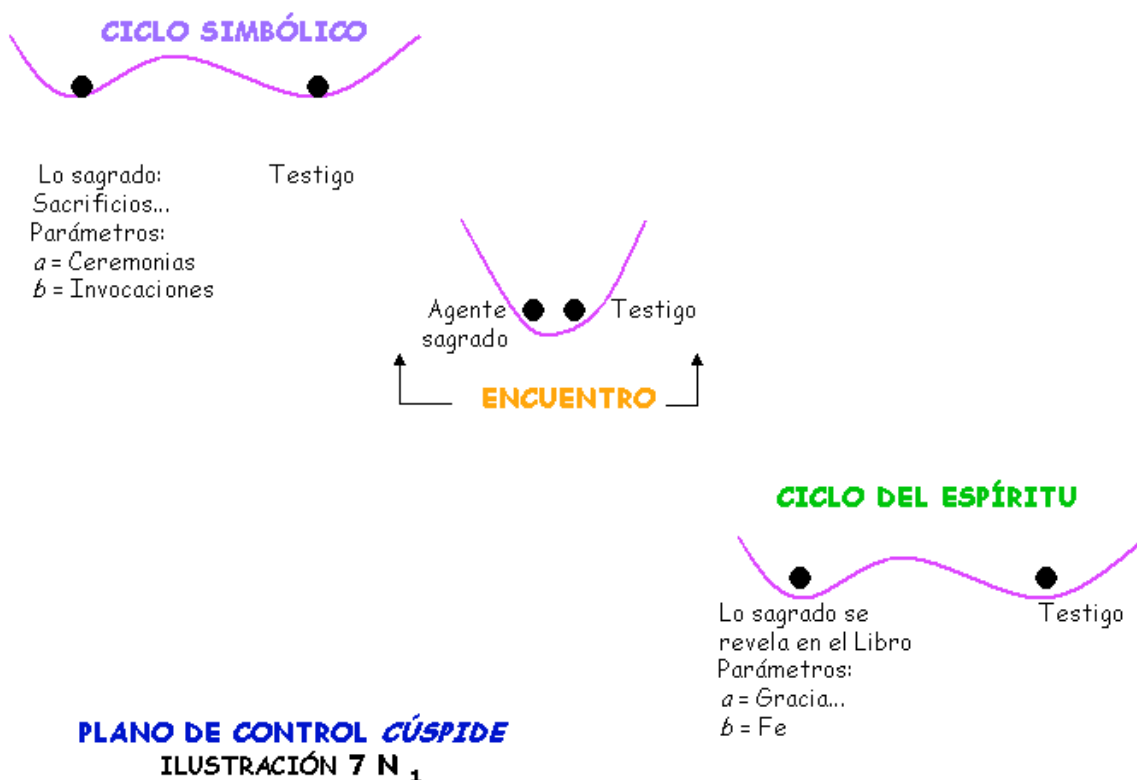 CICLO SIMBÓLICO
Lo sagrado:
Sacrificios...
Parámetros:
a = Ceremonias
b = Invocaciones
Testigo
Agente
sagrado
Testigo
ENCUENTRO
CICLO DEL ESPÍRITU
Lo sagrado se
revela en el Libro
Parámetros:
a = Gracia...
b = Fe
Testigo
PLANO DE CONTROL CÚSPIDE
ILUSTRACIÓN 7 N 1